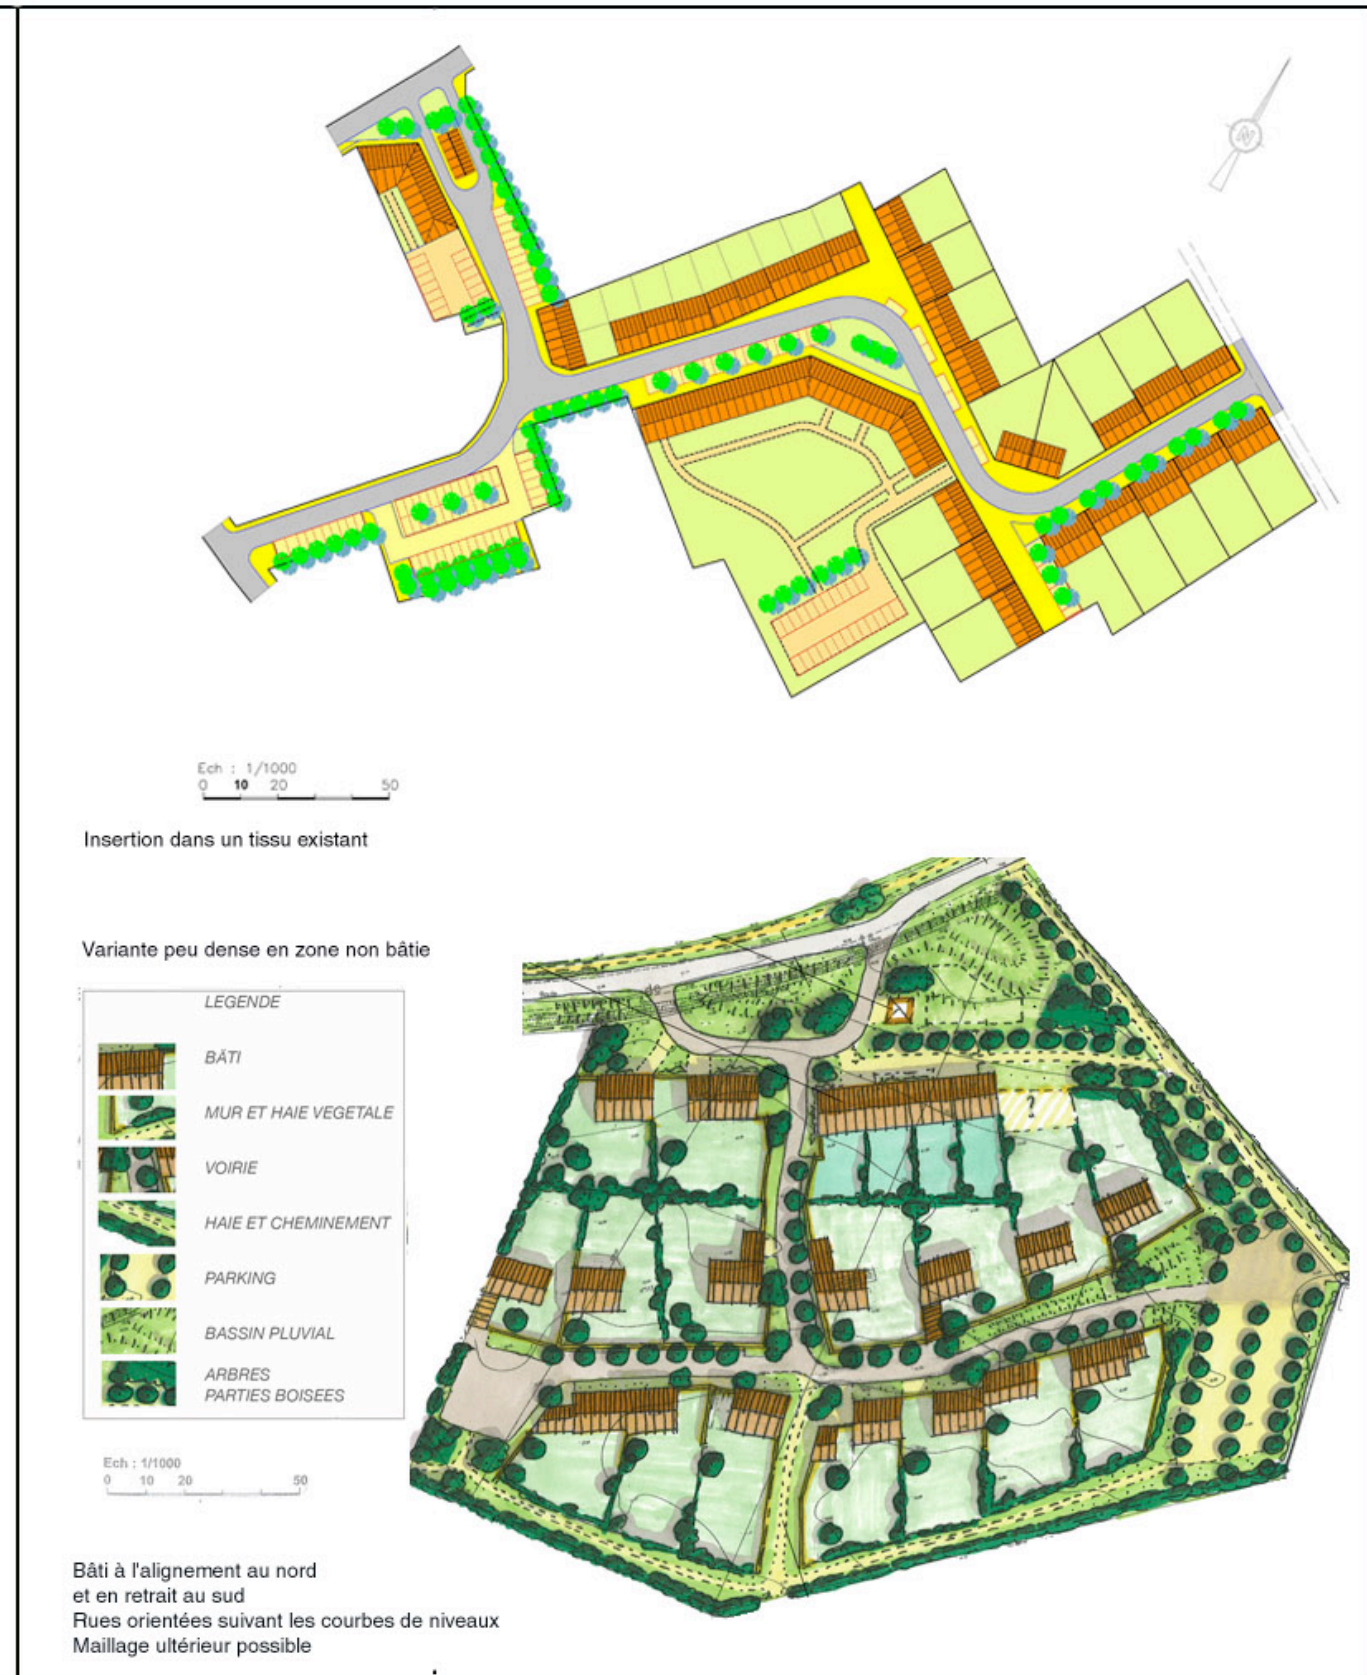 N
Ech : 1/1000
0 10 20 50
Insertion dans un tissu existant
Variante peu dense en zone non bâtie
LEGENDE
BÂTI
MUR ET HAIE VEGETALE
VOIRIE
HAIE ET CHEMINEMENT
PARKING
BASSIN PLUVIAL
ARBRES
PARTIES BOISEES
?
Ech : 1/1000
0 10 20 50
Bâti à l'alignement au nord
et en retrait au sud
Rues orientées suivant les courbes de niveaux
Maillage ultérieur possible